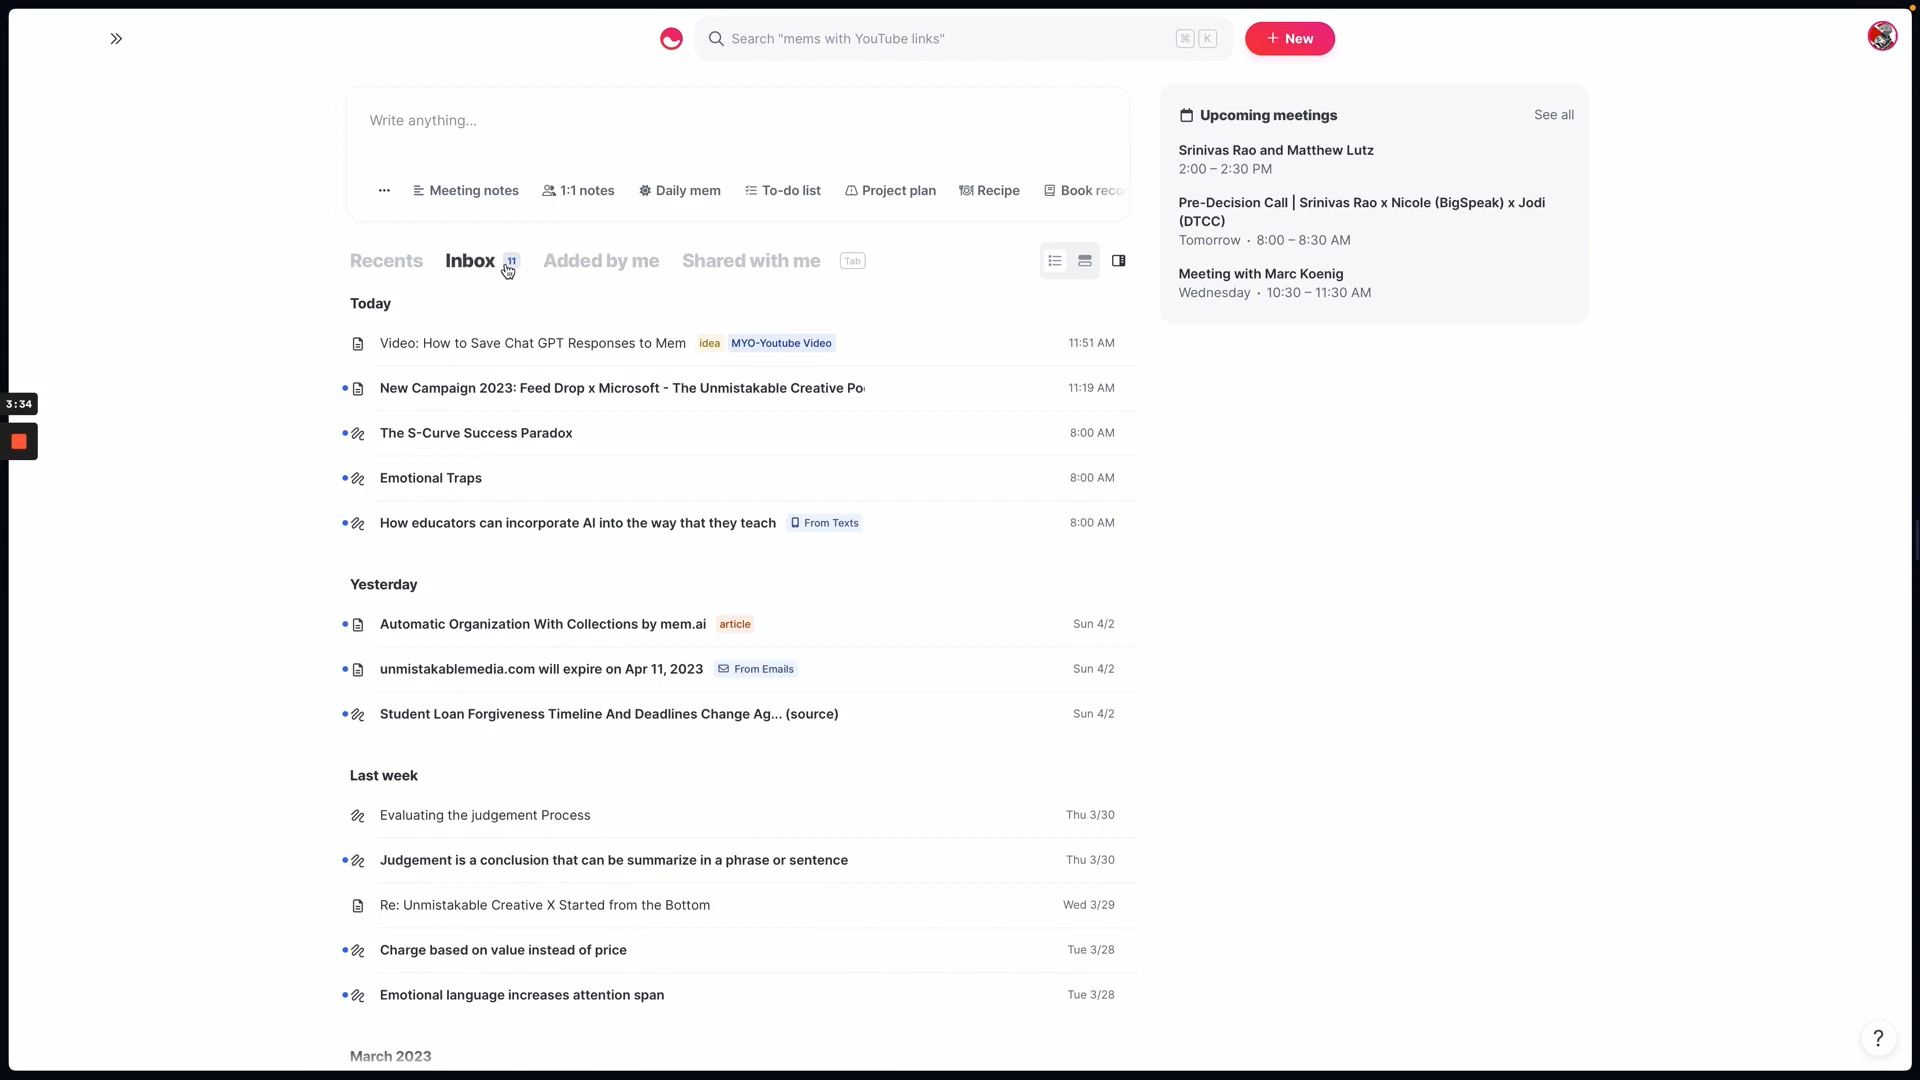 Search "mems with YouTube links"
⌘ K
+ New
Write anything...
Meeting notes
1:1 notes
Daily mem
To-do list
Project plan
Recipe
Book reco
Upcoming meetings
See all
Srinivas Rao and Matthew Lutz
2:00 – 2:30 PM
Pre-Decision Call | Srinivas Rao x Nicole (BigSpeak) x Jodi
(DTCC)
Tomorrow · 8:00 – 8:30 AM
Meeting with Marc Koenig
Wednesday · 10:30 – 11:30 AM
Recents Inbox 11 Added by me Shared with me Tab
Today
Video: How to Save Chat GPT Responses to Mem idea MYO-Youtube Video 11:51 AM
New Campaign 2023: Feed Drop x Microsoft - The Unmistakable Creative Po 11:19 AM
3:34
The S-Curve Success Paradox 8:00 AM
Emotional Traps 8:00 AM
How educators can incorporate AI into the way that they teach From Texts 8:00 AM
Yesterday
Automatic Organization With Collections by mem.ai article Sun 4/2
unmistakablemedia.com will expire on Apr 11, 2023 From Emails Sun 4/2
Student Loan Forgiveness Timeline And Deadlines Change Ag... (source) Sun 4/2
Last week
Evaluating the judgement Process Thu 3/30
Judgement is a conclusion that can be summarize in a phrase or sentence Thu 3/30
Re: Unmistakable Creative X Started from the Bottom Wed 3/29
Charge based on value instead of price Tue 3/28
Emotional language increases attention span Tue 3/28
March 2023
?